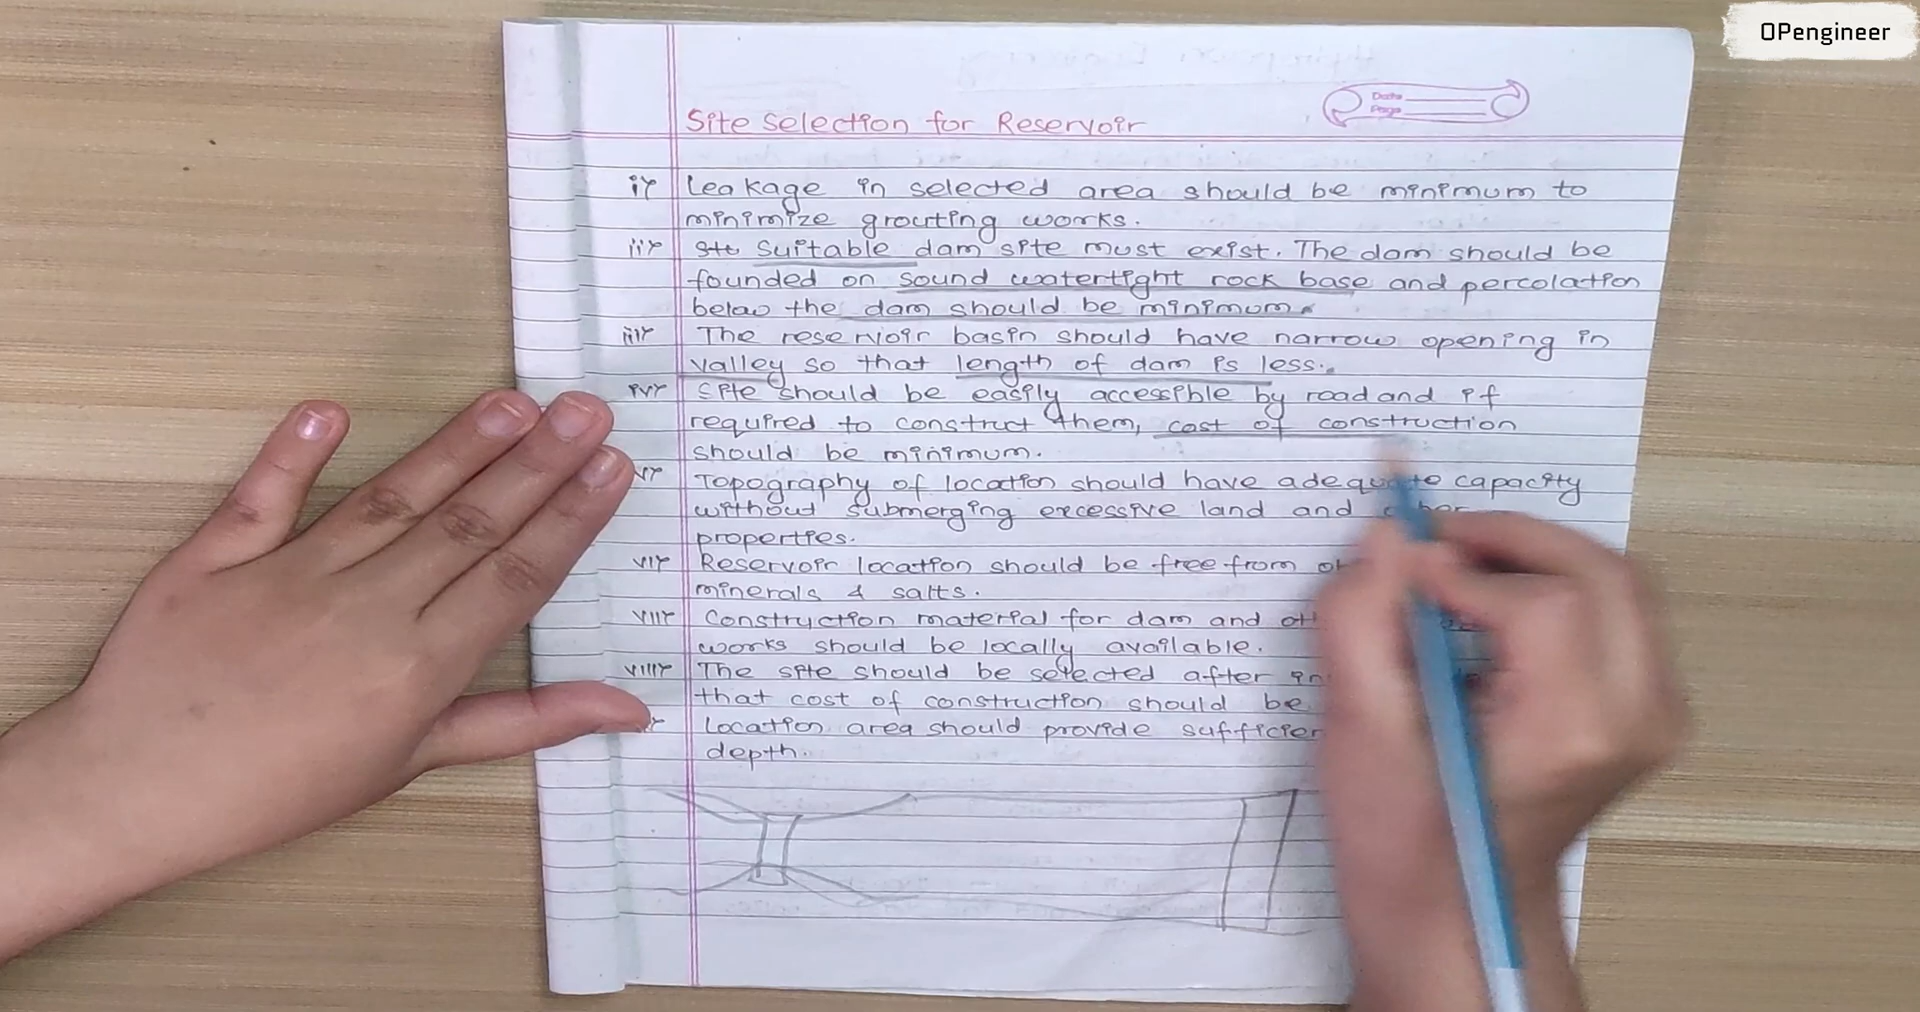 OPengineer
Date
Page
Site Selection for Reservoir
i) Leakage in selected area should be minimum to
minimize grouting works.
ii) Suitable dam site must exist. The dam should be
founded on sound watertight rock base and percolation
below the dam should be minimum.
iii) The reservioir basin should have narrow opening in
valley so that length of dam is less.
iv) Site should be easily accessible by road and if
required to construct them, cost of construction
should be minimum.
v) Topography of location should have adequate capacity
without submerging excessive land and other
properties.
vi) Reservoir location should be free from
minerals & salts.
vii) Construction material for dam and
works should be locally available.
viii) The site should be selected after
that cost of construction should be
Location area should provide
depth.